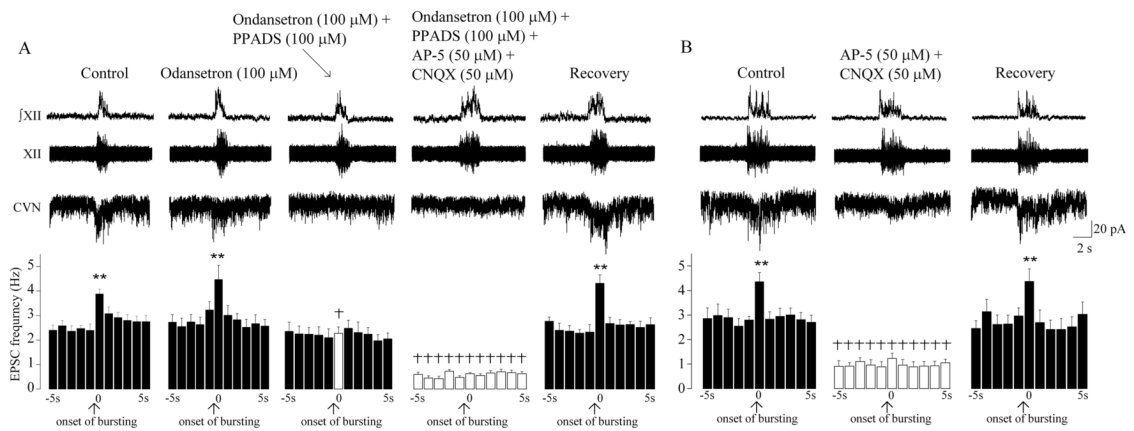 Ondansetron (100 μM) +
PPADS (100 μM)
Ondansetron (100 μM) +
PPADS (100 μM) +
AP-5 (50 μM) +
CNQX (50 μM)
A
Control
Odansetron (100 μM)
Recovery
B
Control
AP-5 (50 μM) +
CNQX (50 μM)
Recovery
∫XII
XII
CVN
20 pA
2 s
EPSC frequrncy (Hz)
5
4
3
2
1
0
**
**
†
†††††††††††
**
-5s 0 5s
onset of bursting
-5s 0 5s
onset of bursting
-5s 0 5s
onset of bursting
-5s 0 5s
onset of bursting
-5s 0 5s
onset of bursting
5
4
3
2
1
0
**
†††††††††††
**
-5s 0 5s
onset of bursting
-5s 0 5s
onset of bursting
-5s 0 5s
onset of bursting